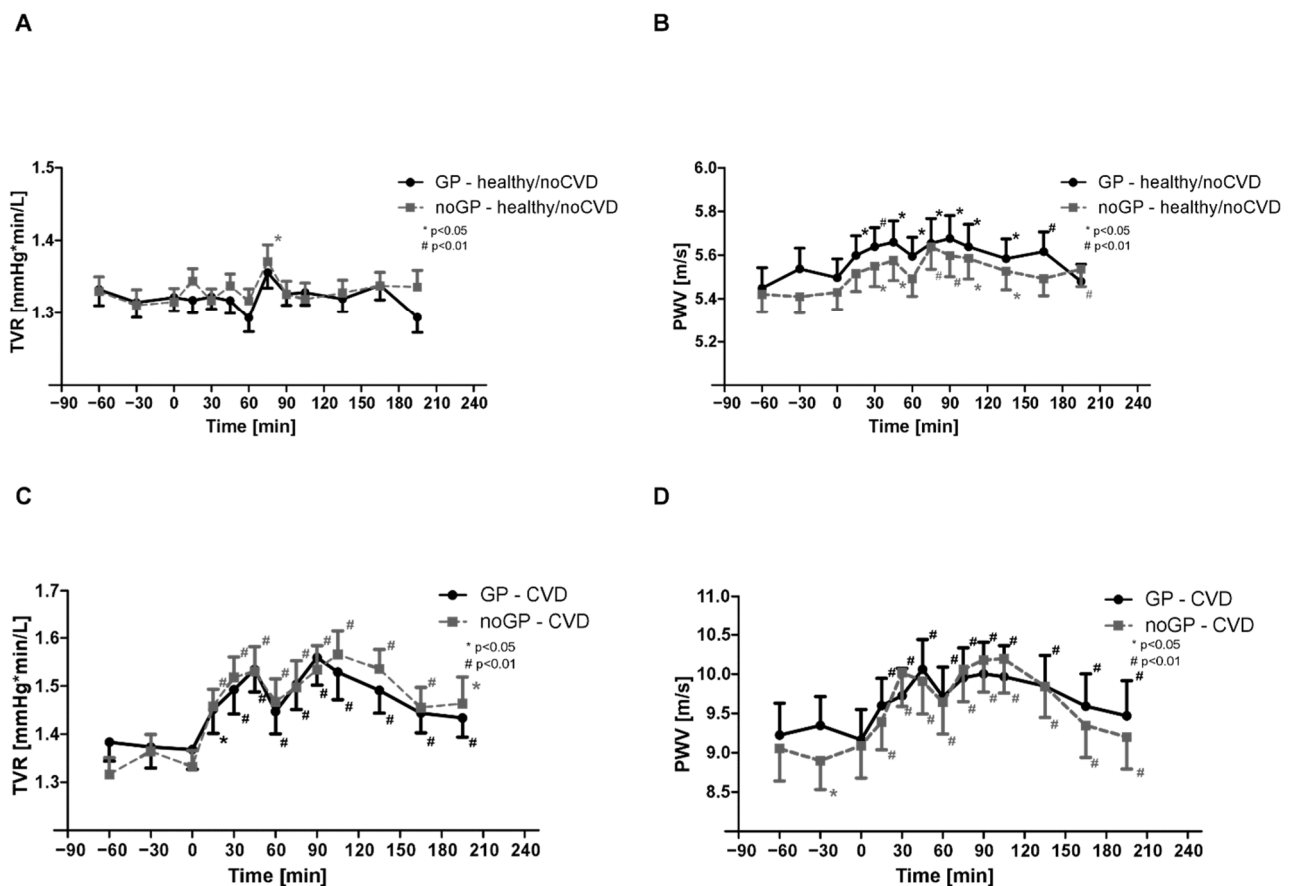 A
TVR [mmHg*min/L]
1.5
1.4
1.3
GP - healthy/noCVD
noGP - healthy/noCVD
* p<0.05
# p<0.01
*
−90 −60 −30 0 30 60 90 120 150 180 210 240
Time [min]
B
PWV [m/s]
6.0
5.8
5.6
5.4
5.2
GP - healthy/noCVD
noGP - healthy/noCVD
* p<0.05
# p<0.01
* # * * * * * * #
* * # # * * #
−90 −60 −30 0 30 60 90 120 150 180 210 240
Time [min]
C
TVR [mmHg*min/L]
1.7
1.6
1.5
1.4
1.3
GP - CVD
noGP - CVD
* p<0.05
# p<0.01
# # # # # # # # *
* # # # # # # # # #
−90 −60 −30 0 30 60 90 120 150 180 210 240
Time [min]
D
PWV [m/s]
11.0
10.5
10.0
9.5
9.0
8.5
GP - CVD
noGP - CVD
* p<0.05
# p<0.01
# # # # # # # # # #
* # # # # # # # # # #
−90 −60 −30 0 30 60 90 120 150 180 210 240
Time [min]